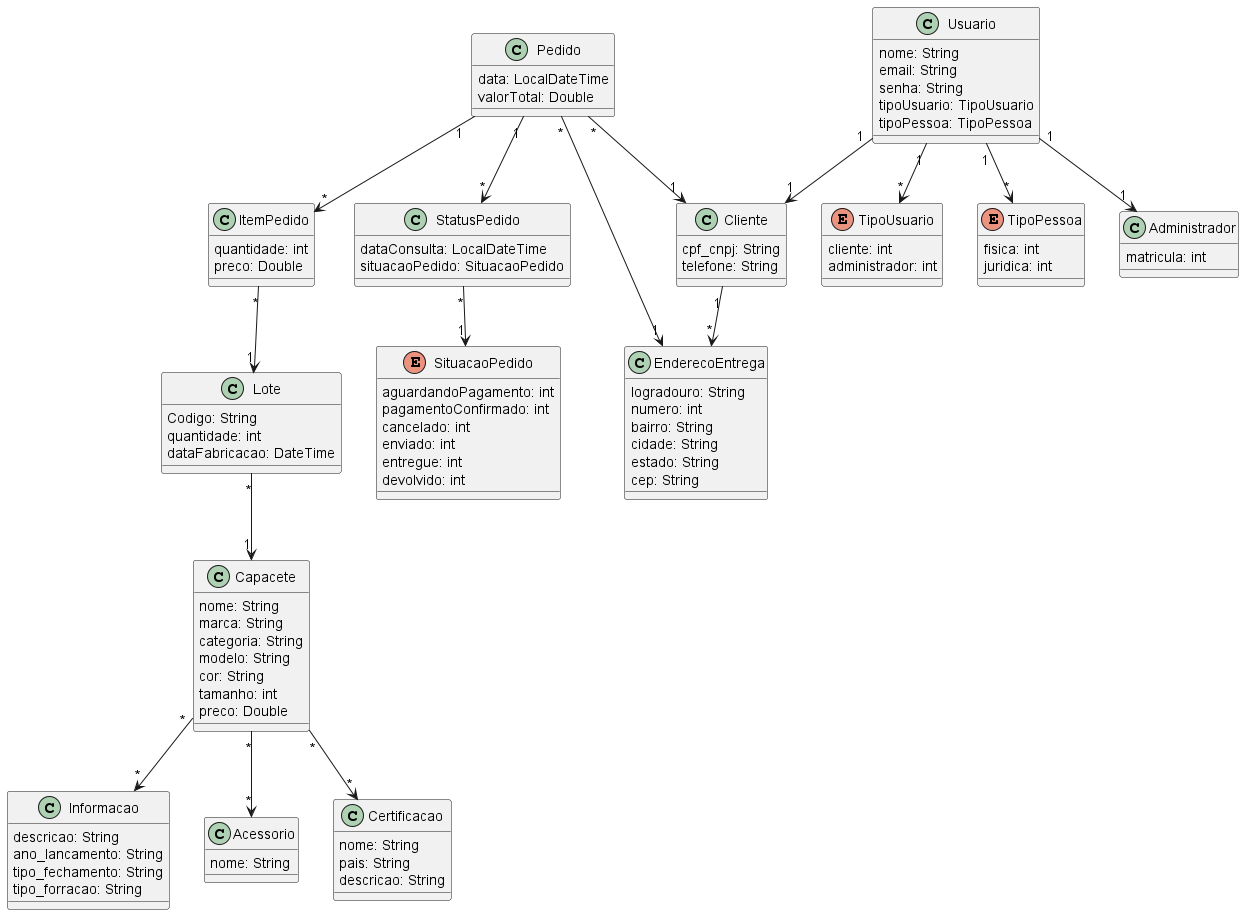 C Usuario
nome: String
email: String
senha: String
tipoUsuario: TipoUsuario
tipoPessoa: TipoPessoa
C Pedido
data: LocalDateTime
valorTotal: Double
1
1
*
*
1
1
1
1
*
*
1
1
1
*
*
1
C ItemPedido
quantidade: int
preco: Double
C StatusPedido
dataConsulta: LocalDateTime
situacaoPedido: SituacaoPedido
C Cliente
cpf_cnpj: String
telefone: String
E TipoUsuario
cliente: int
administrador: int
E TipoPessoa
fisica: int
juridica: int
C Administrador
matricula: int
*
*
1
1
1
1
*
C Lote
Codigo: String
quantidade: int
dataFabricacao: DateTime
E SituacaoPedido
aguardandoPagamento: int
pagamentoConfirmado: int
cancelado: int
enviado: int
entregue: int
devolvido: int
C EnderecoEntrega
logradouro: String
numero: int
bairro: String
cidade: String
estado: String
cep: String
*
1
C Capacete
nome: String
marca: String
categoria: String
modelo: String
cor: String
tamanho: int
preco: Double
*
*
*
*
*
*
C Informacao
descricao: String
ano_lancamento: String
tipo_fechamento: String
tipo_forracao: String
C Acessorio
nome: String
C Certificacao
nome: String
pais: String
descricao: String